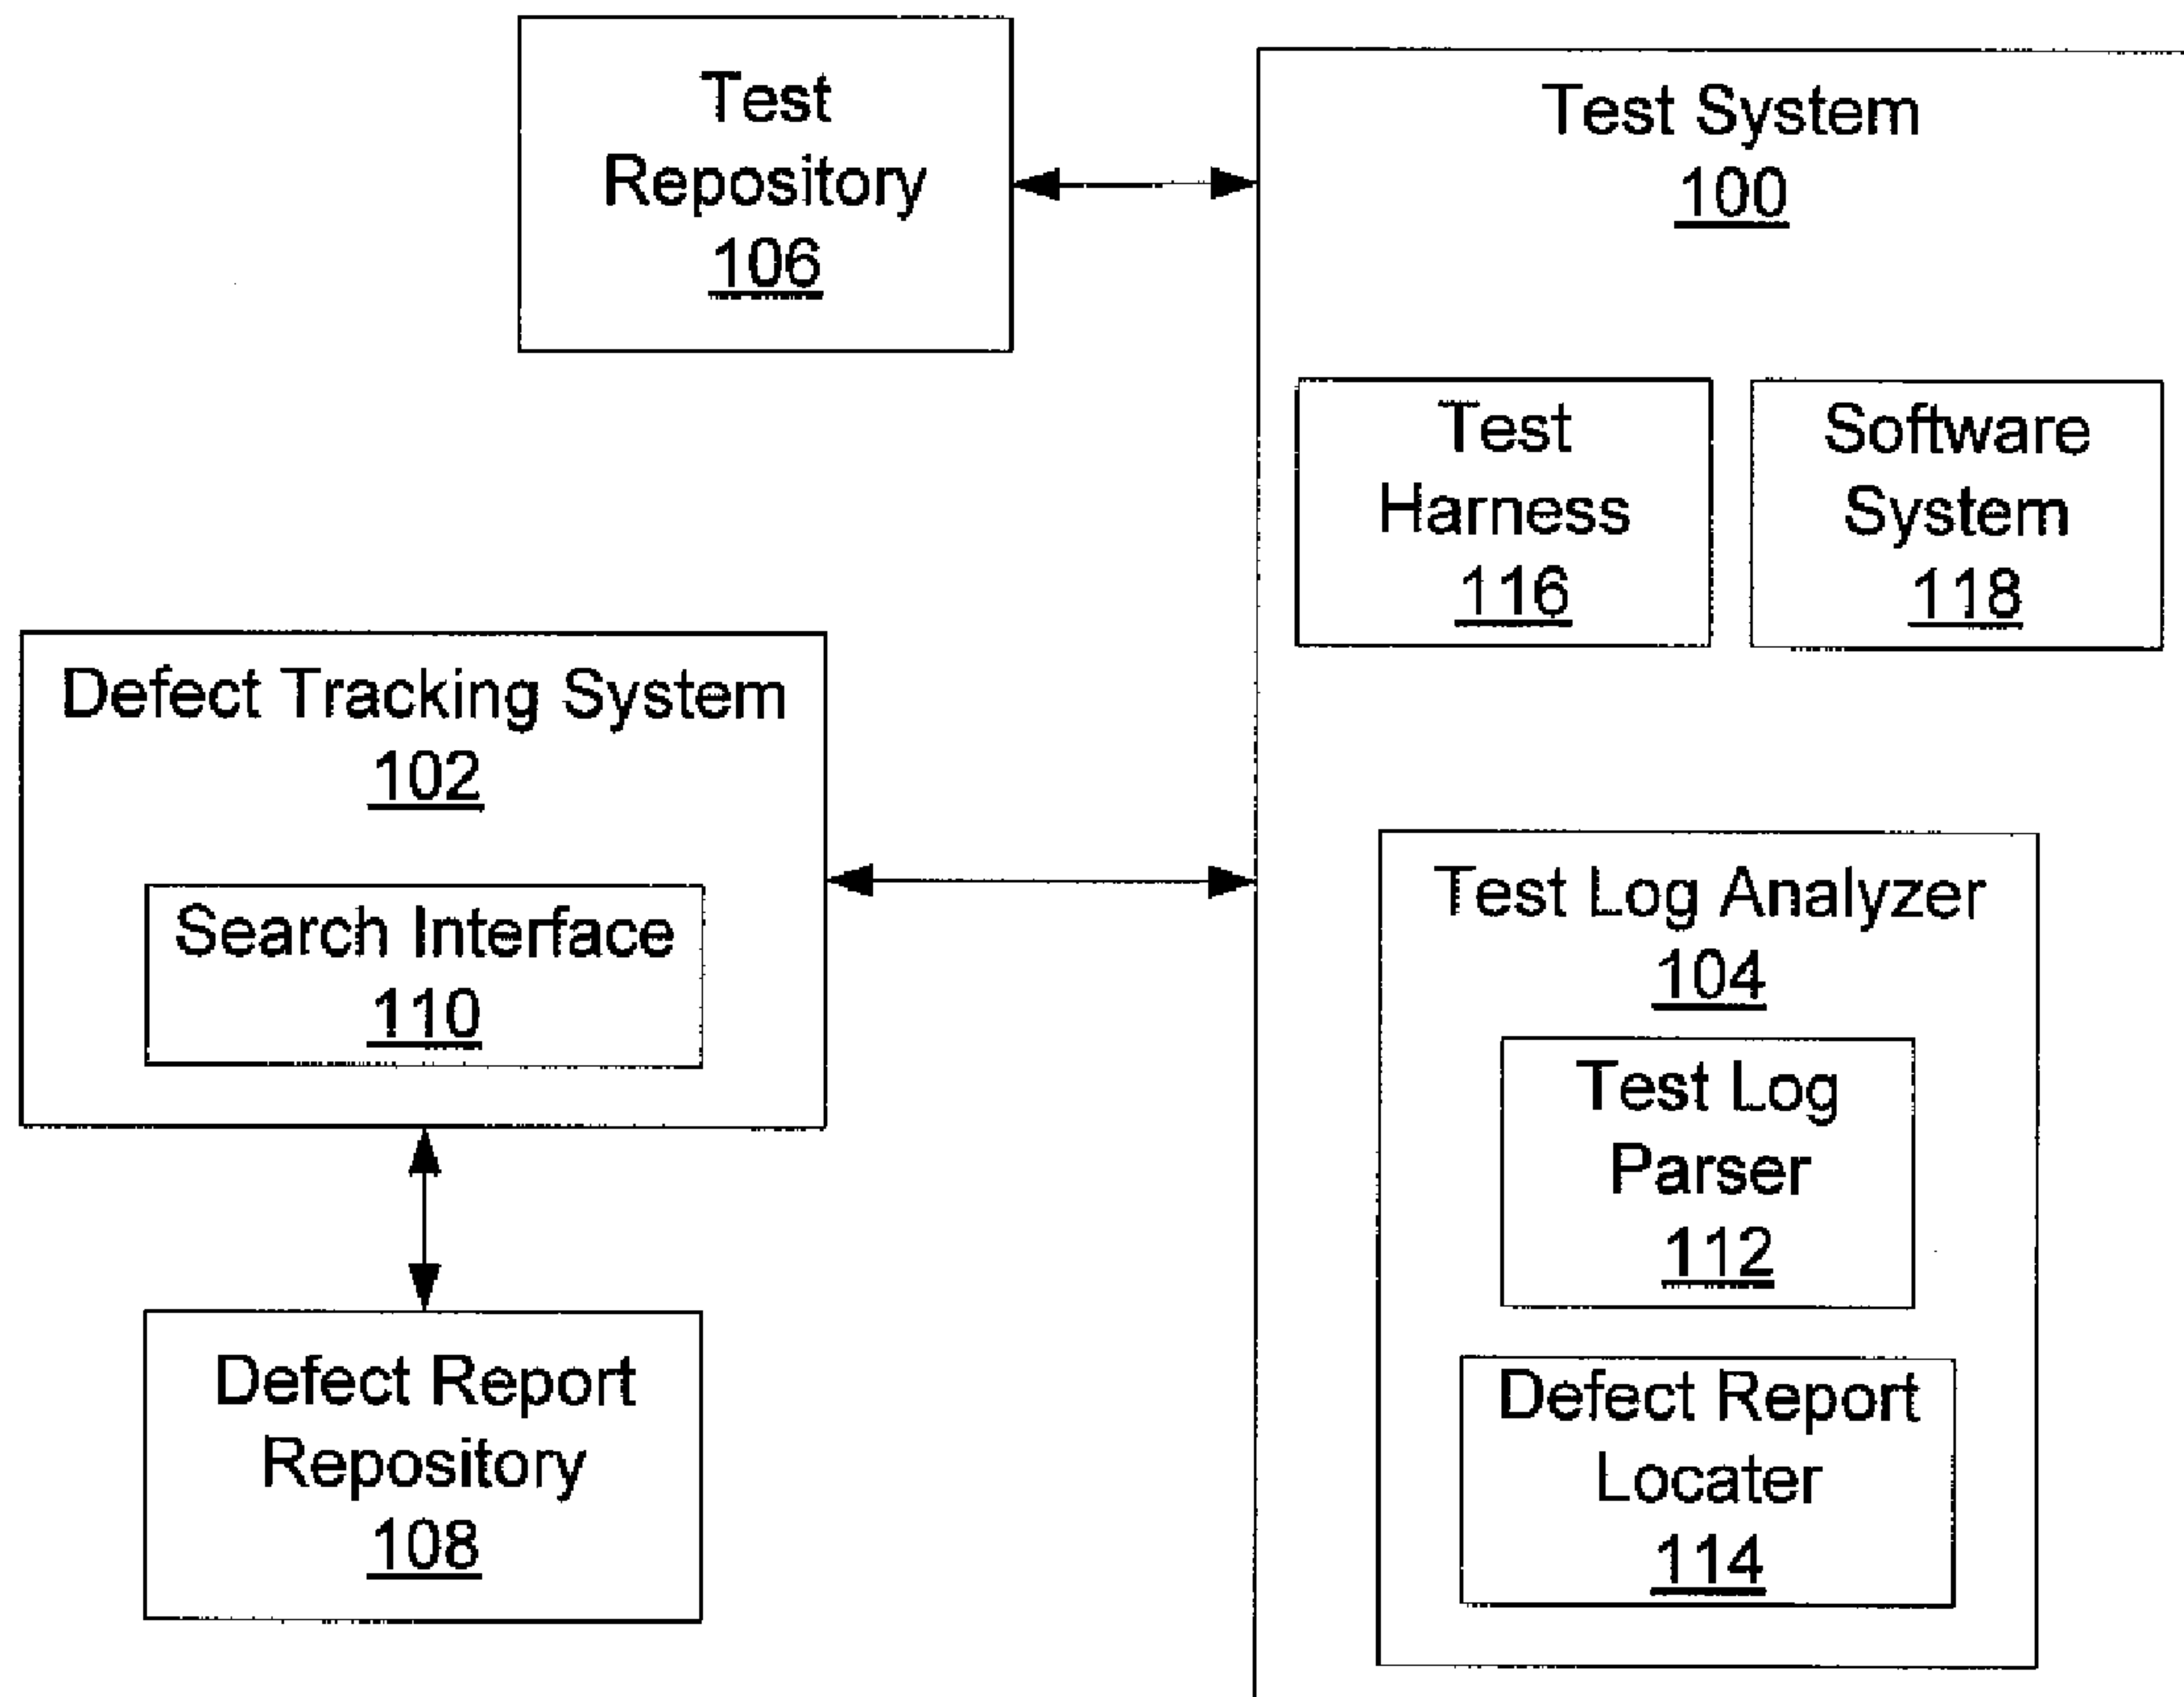 Test
Repository
106
Test System
100
Test
Harness
116
Software
System
118
Defect Tracking System
102
Search Interface
110
Test Log Analyzer
104
Test Log
Parser
112
Defect Report
Repository
108
Defect Report
Locater
114